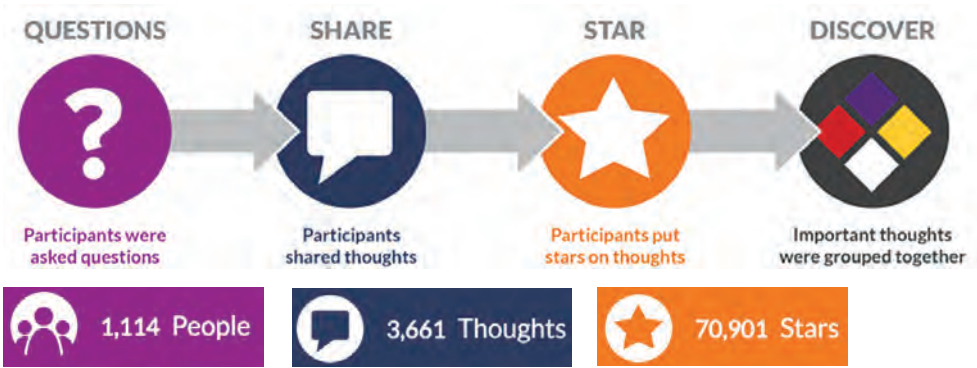 QUESTIONS
SHARE
STAR
DISCOVER
?
Participants were
asked questions
Participants
shared thoughts
Participants put
stars on thoughts
Important thoughts
were grouped together
1,114 People
3,661 Thoughts
70,901 Stars